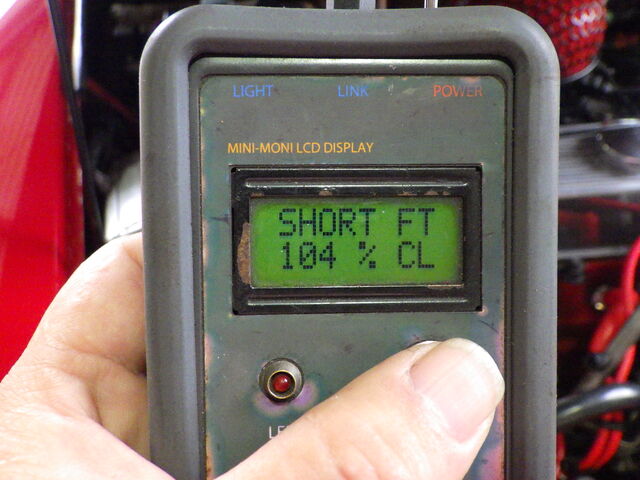 LIGHT LINK POWER
MINI-MONI LCD DISPLAY
SHORT FT
104 % CL